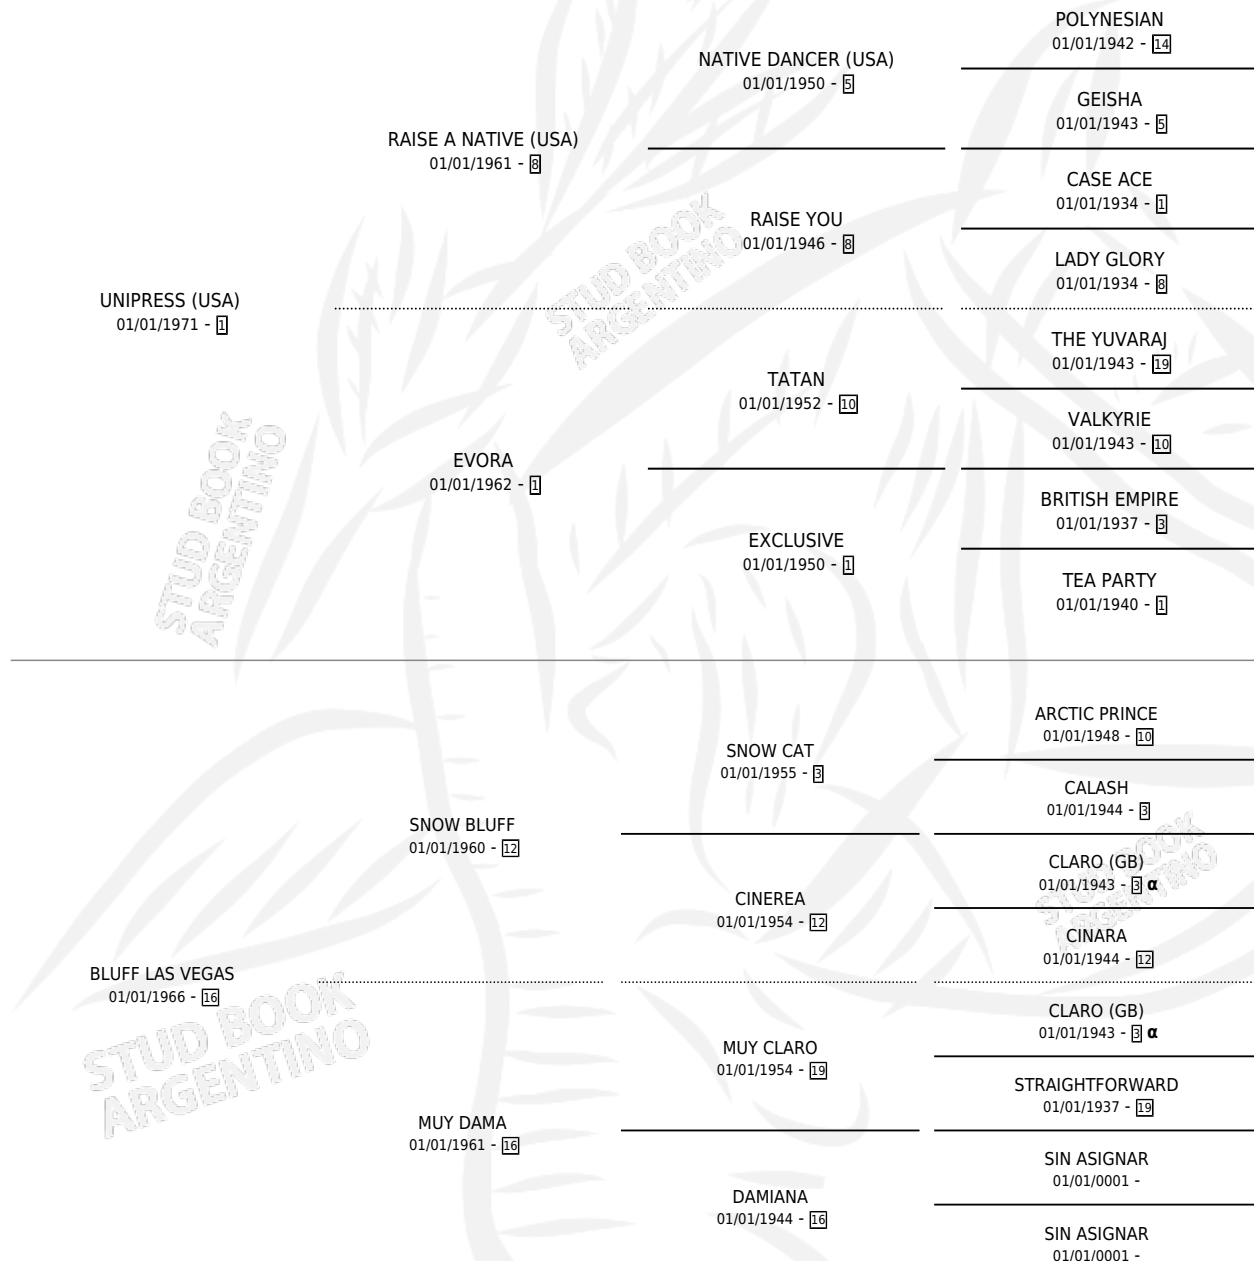 POLYNESIAN
01/01/1942 - 14
NATIVE DANCER (USA)
01/01/1950 - 5
GEISHA
01/01/1943 - 5
RAISE A NATIVE (USA)
01/01/1961 - 8
CASE ACE
01/01/1934 - 1
RAISE YOU
01/01/1946 - 8
LADY GLORY
01/01/1934 - 8
STUD BOOK
ARGENTINO
UNIPRESS (USA)
01/01/1971 - 1
THE YUVARAJ
01/01/1943 - 19
TATAN
01/01/1952 - 10
VALKYRIE
01/01/1943 - 10
EVORA
01/01/1962 - 1
BRITISH EMPIRE
01/01/1937 - 3
EXCLUSIVE
01/01/1950 - 1
TEA PARTY
01/01/1940 - 1
STUD BOOK
ARGENTINO
ARCTIC PRINCE
01/01/1948 - 10
SNOW CAT
01/01/1955 - 3
CALASH
01/01/1944 - 3
SNOW BLUFF
01/01/1960 - 12
CLARO (GB)
01/01/1943 - 3 α
CINEREA
01/01/1954 - 12
CINARA
01/01/1944 - 12
STUD BOOK
ARGENTINO
BLUFF LAS VEGAS
01/01/1966 - 16
CLARO (GB)
01/01/1943 - 3 α
MUY CLARO
01/01/1954 - 19
STRAIGHTFORWARD
01/01/1937 - 19
MUY DAMA
01/01/1961 - 16
SIN ASIGNAR
01/01/0001 -
DAMIANA
01/01/1944 - 16
SIN ASIGNAR
01/01/0001 -
STUD BOOK
ARGENTINO